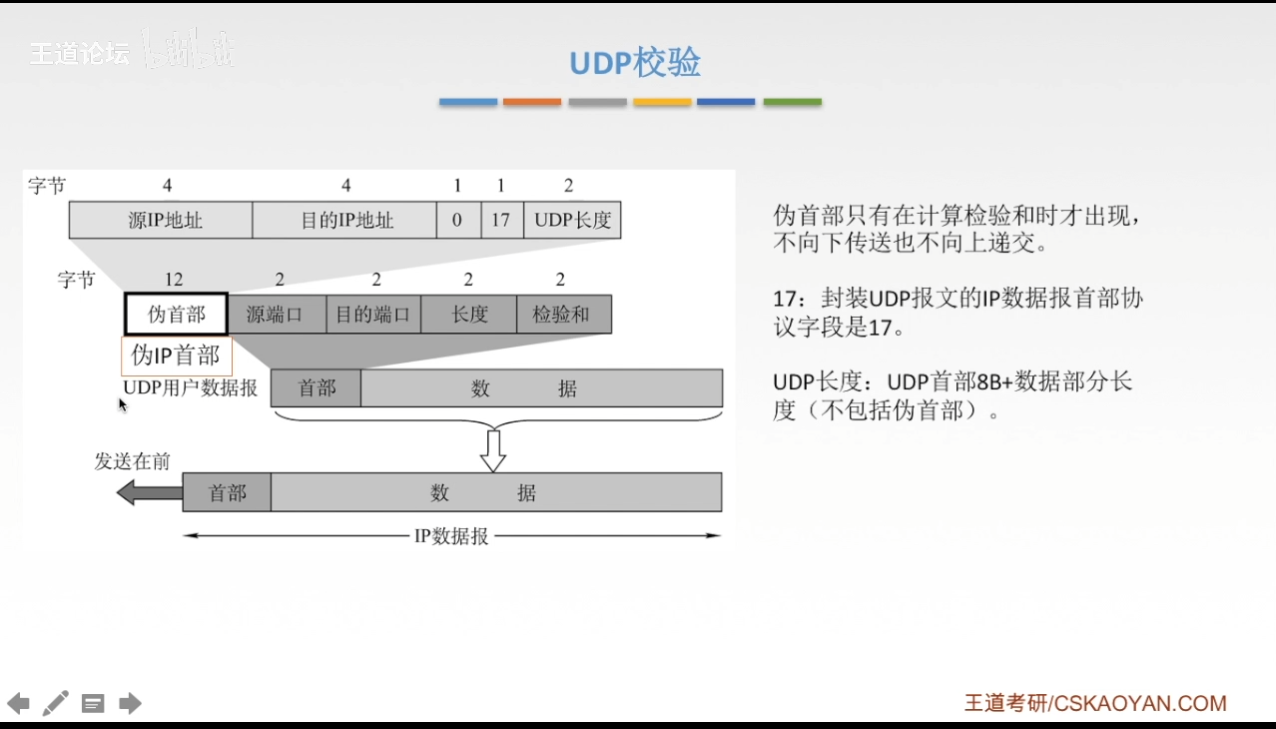 王道论坛 bilibili
UDP校验
字节 4 4 1 1 2
源IP地址 目的IP地址 0 17 UDP长度
字节 12 2 2 2 2
伪首部 源端口 目的端口 长度 检验和
伪IP首部
UDP用户数据报 首部 数 据
发送在前
首部 数 据
IP数据报
伪首部只有在计算检验和时才出现，
不向下传送也不向上递交。
17：封装UDP报文的IP数据报首部协
议字段是17。
UDP长度：UDP首部8B+数据部分长
度（不包括伪首部）。
王道考研/CSKAOYAN.COM